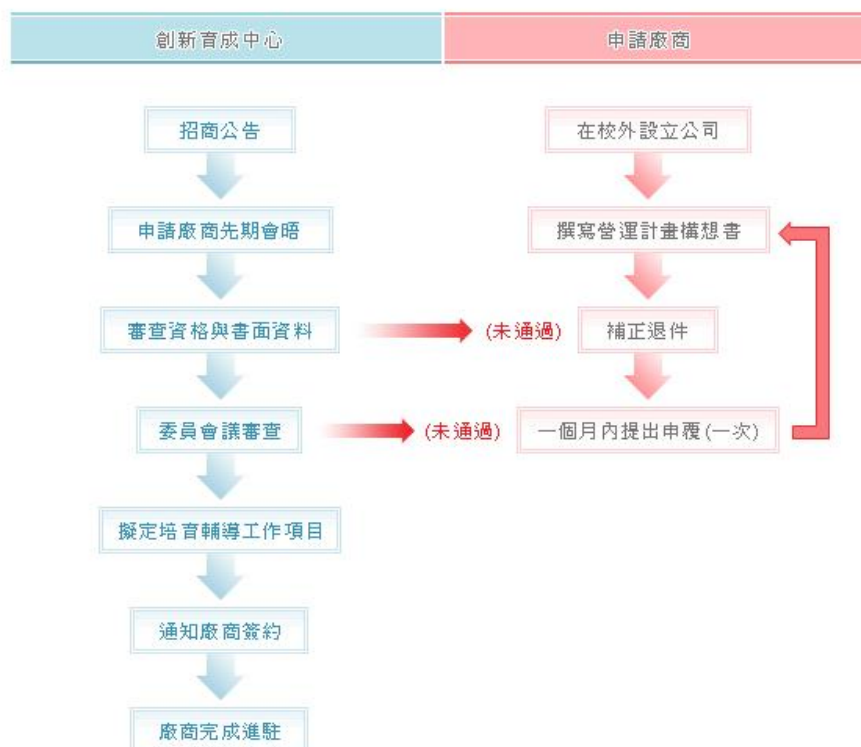 創新育成中心
申請廠商
招商公告
在校外設立公司
申請廠商先期會晤
撰寫營運計畫構想書
審查資格與書面資料
(未通過)
補正退件
委員會議審查
(未通過)
一個月內提出申覆(一次)
擬定培育輔導工作項目
通知廠商簽約
廠商完成進駐